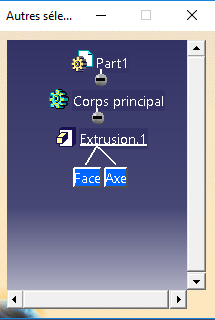 Autres séle...
Part1
Corps principal
Extrusion.1
Face Axe